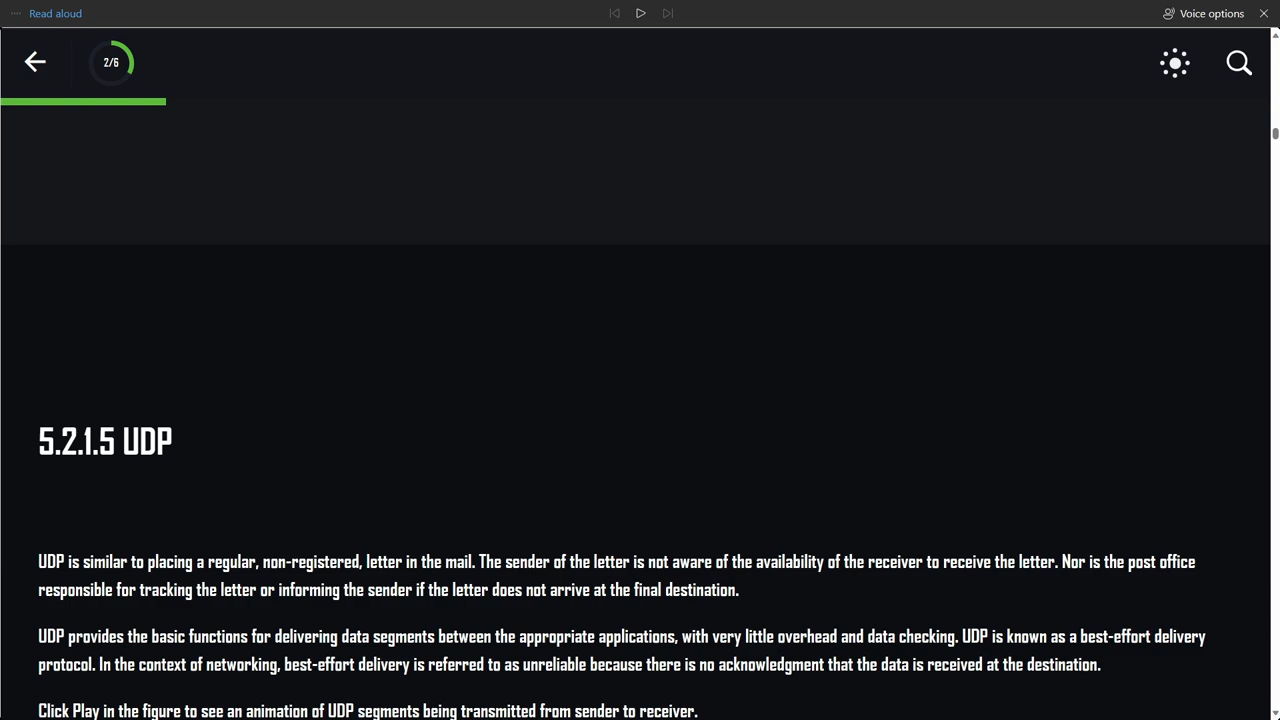 Read aloud
Voice options
2/6
5.2.1.5 UDP
UDP is similar to placing a regular, non-registered, letter in the mail. The sender of the letter is not aware of the availability of the receiver to receive the letter. Nor is the post office
responsible for tracking the letter or informing the sender if the letter does not arrive at the final destination.
UDP provides the basic functions for delivering data segments between the appropriate applications, with very little overhead and data checking. UDP is known as a best-effort delivery
protocol. In the context of networking, best-effort delivery is referred to as unreliable because there is no acknowledgment that the data is received at the destination.
Click Play in the figure to see an animation of UDP segments being transmitted from sender to receiver.